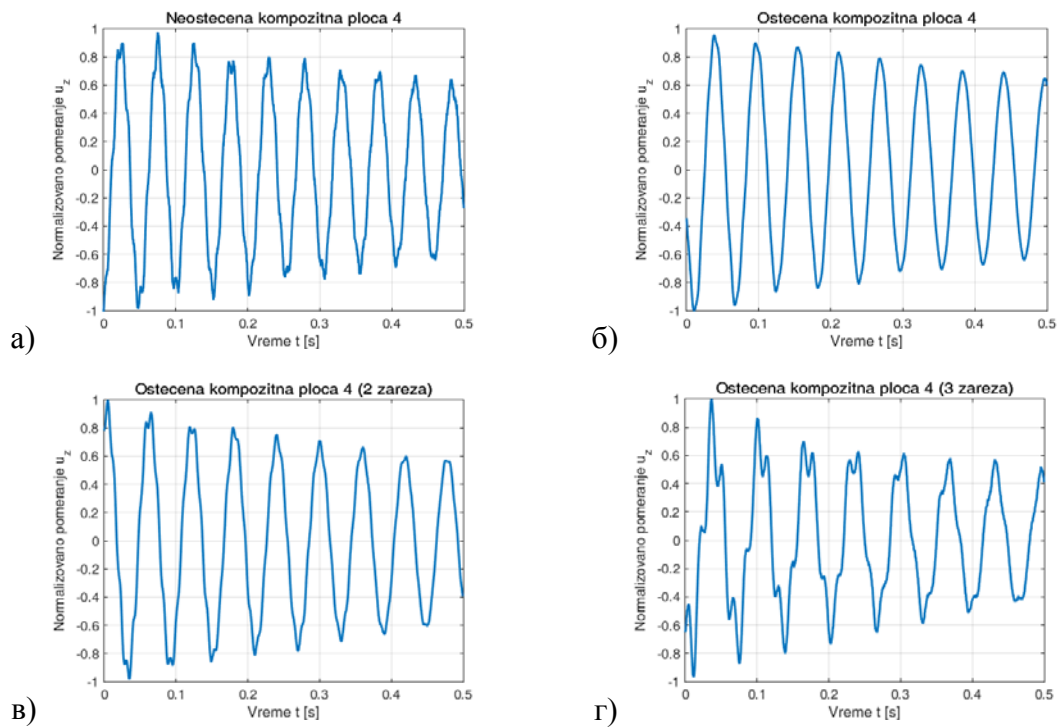 Neostecena kompozitna ploca 4
Normalizovano pomeranje u_z
1
0.8
0.6
0.4
0.2
0
-0.2
-0.4
-0.6
-0.8
-1
0 0.1 0.2 0.3 0.4 0.5
Vreme t [s]
а)
Ostecena kompozitna ploca 4
Normalizovano pomeranje u_z
1
0.8
0.6
0.4
0.2
0
-0.2
-0.4
-0.6
-0.8
-1
0 0.1 0.2 0.3 0.4 0.5
Vreme t [s]
б)
Ostecena kompozitna ploca 4 (2 zareza)
Normalizovano pomeranje u_z
1
0.8
0.6
0.4
0.2
0
-0.2
-0.4
-0.6
-0.8
-1
0 0.1 0.2 0.3 0.4 0.5
Vreme t [s]
в)
Ostecena kompozitna ploca 4 (3 zareza)
Normalizovano pomeranje u_z
1
0.8
0.6
0.4
0.2
0
-0.2
-0.4
-0.6
-0.8
-1
0 0.1 0.2 0.3 0.4 0.5
Vreme t [s]
г)